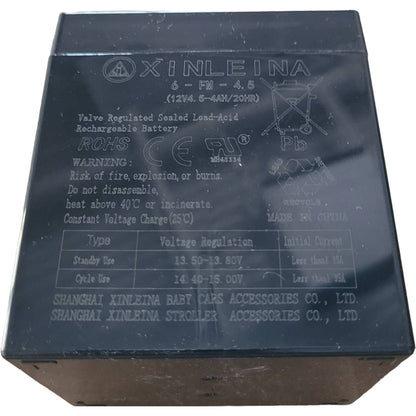 XINLEINA
6 - FM - 4.5
(12V4.5-4AH/20HR)
Valve Regulated Sealed Lead-Acid
Rechargeable Battery
ROHS CE
MH48334
Pb
WARNING:
Risk of fire, explosion, or burns.
Do not disassemble,
heat above 40℃ or incinerate.
RECYCLE
Constant Voltage Charge(25℃)
MADE IN CHINA
Type Voltage Regulation Initial Current
Standby Use 13.50-13.80V Less than
Cycle Use 14.40-15.00V Less than
SHANGHAI XINLEINA BABY CARS ACCESSORIES CO., LTD.
SHANGHAI XINLEINA STROLLER ACCESSORIES CO., LTD.